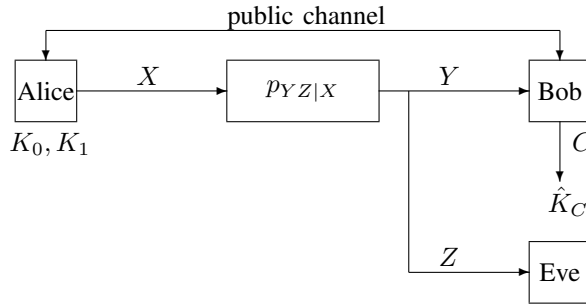 public channel
Alice
X
p_{YZ|X}
Y
Bob
K_0, K_1
C
\hat{K}_C
Z
Eve